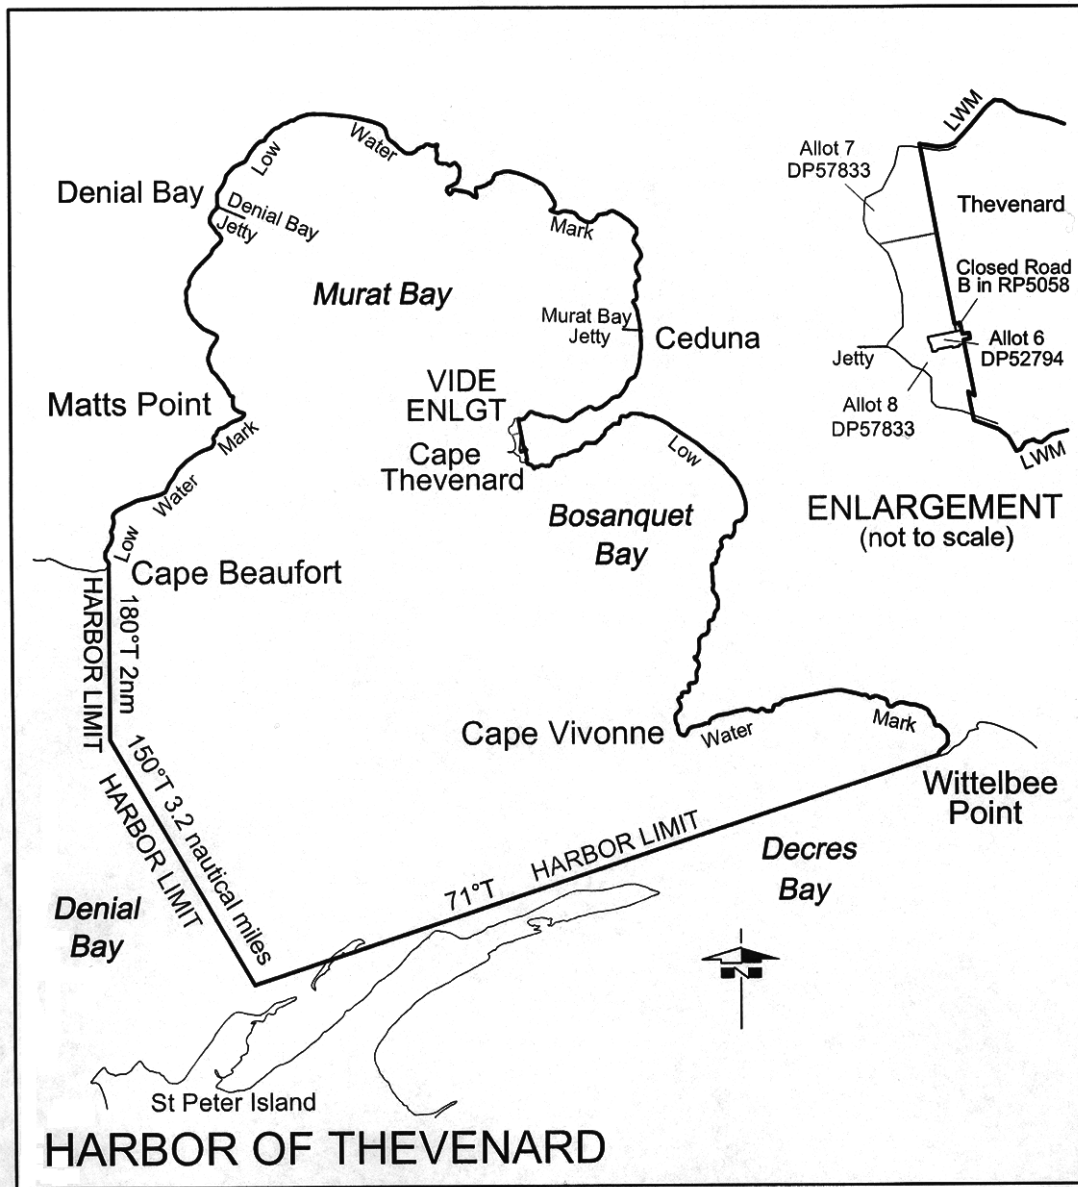 Low
Water
Denial Bay
Denial Bay
Jetty
Mark
Murat Bay
Murat Bay
Jetty
Ceduna
VIDE
ENLGT
Matts Point
Mark
Cape
Thevenard
Low
Water
Bosanquet
Bay
Low
Cape Beaufort
HARBOR LIMIT
180°T 2nm
Cape Vivonne
Water
Mark
150°T 3.2 nautical miles
HARBOR LIMIT
Wittelbee
Point
71°T HARBOR LIMIT
Decres
Bay
Denial
Bay
N
St Peter Island
HARBOR OF THEVENARD
LWM
Allot 7
DP57833
Thevenard
Closed Road
B in RP5058
Allot 6
DP52794
Jetty
Allot 8
DP57833
LWM
ENLARGEMENT
(not to scale)